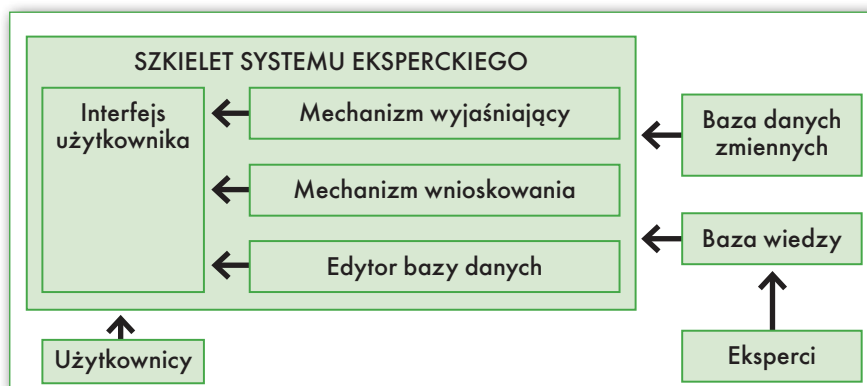 SZKIELET SYSTEMU EKSPERCKIEGO
Interfejs
użytkownika
Mechanizm wyjaśniający
Mechanizm wnioskowania
Edytor bazy danych
Baza danych
zmiennych
Baza wiedzy
Użytkownicy
Eksperci